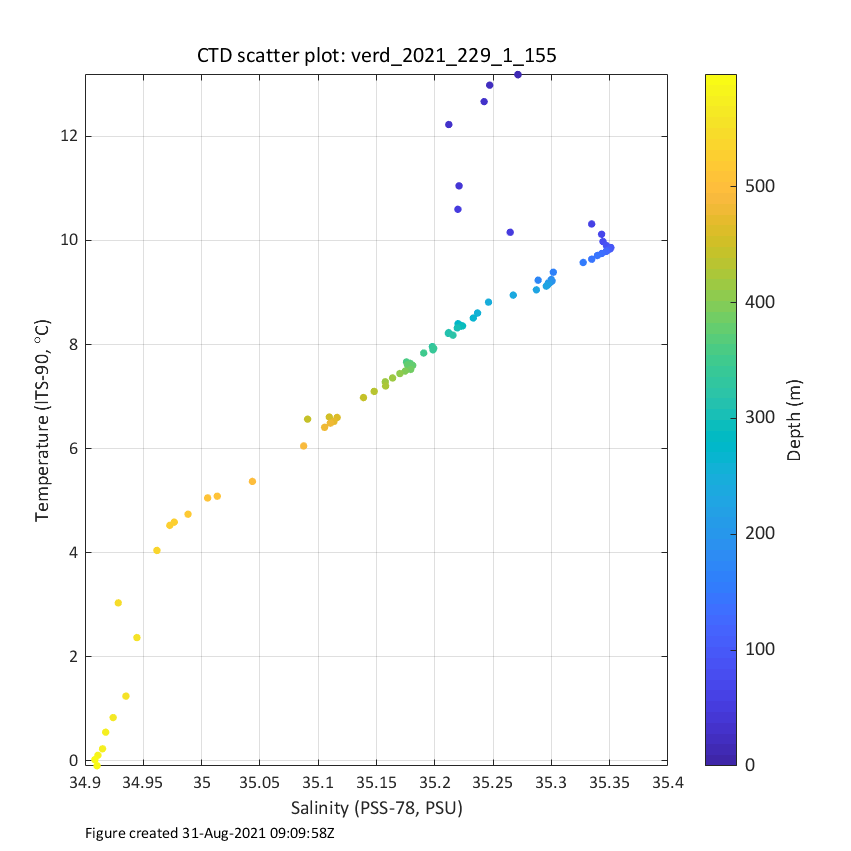 CTD scatter plot: verd_2021_229_1_155
12
10
8
6
4
2
0
Temperature (ITS-90, °C)
34.9 34.95 35 35.05 35.1 35.15 35.2 35.25 35.3 35.35 35.4
Salinity (PSS-78, PSU)
500
400
300
200
100
0
Depth (m)
Figure created 31-Aug-2021 09:09:58Z